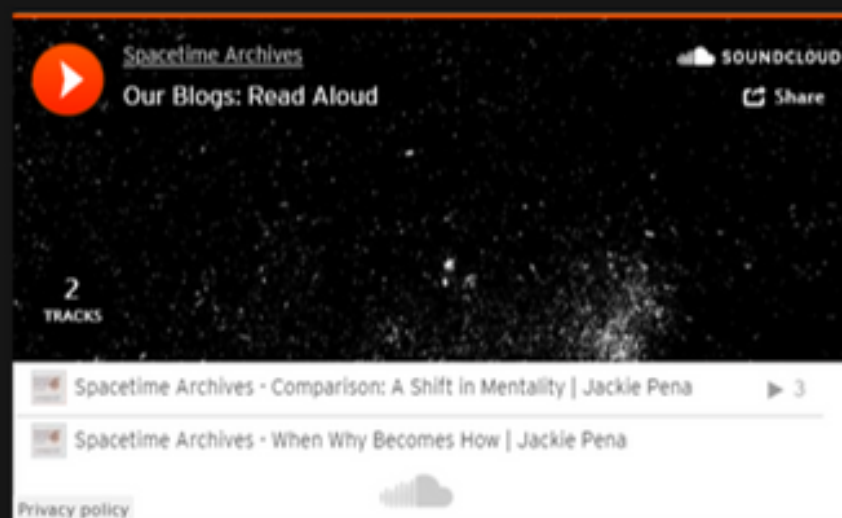 Spacetime Archives
SOUNDCLOUD
Our Blogs: Read Aloud
Share
2
TRACKS
Spacetime Archives - Comparison: A Shift in Mentality | Jackie Pena 3
Spacetime Archives - When Why Becomes How | Jackie Pena
Privacy policy